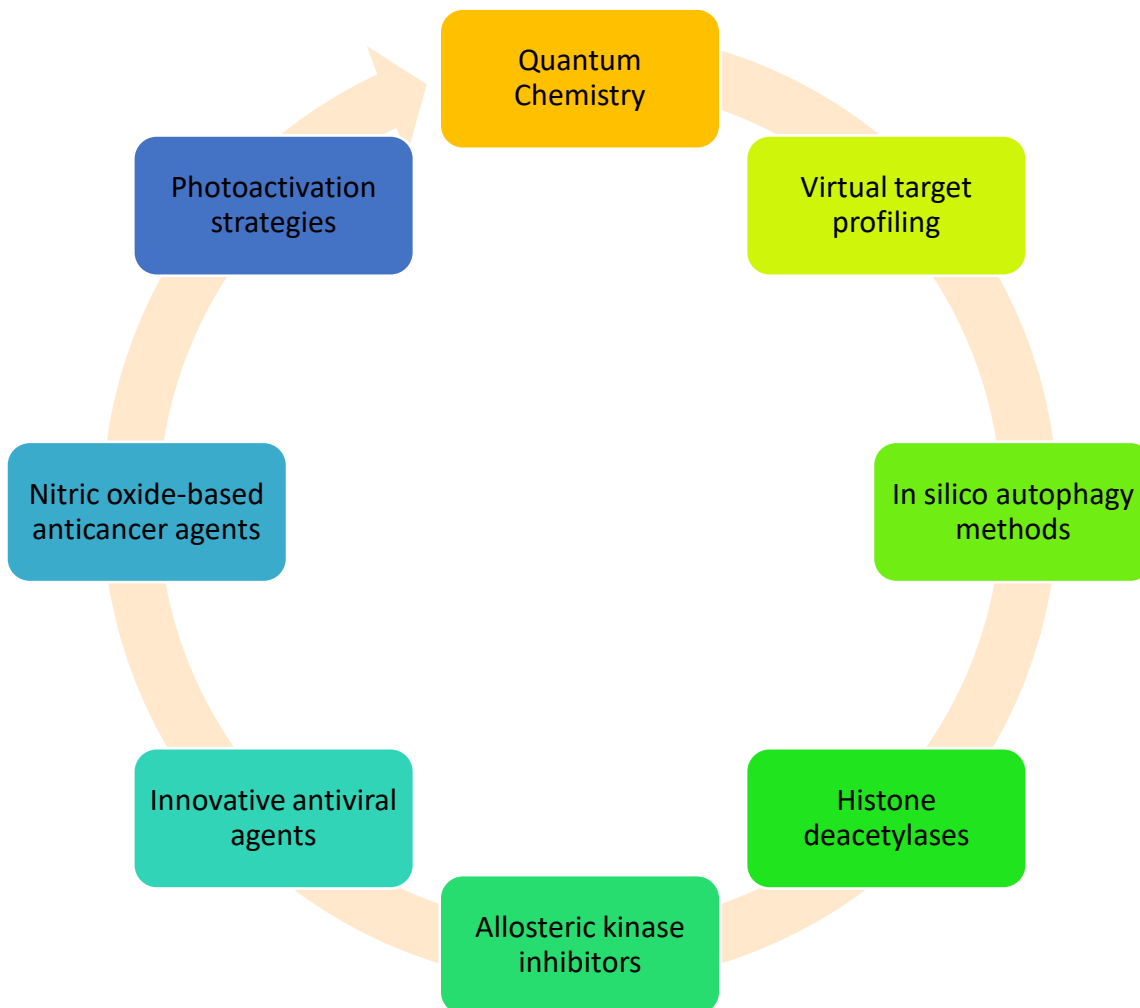 Quantum
Chemistry
Virtual target
profiling
In silico autophagy
methods
Histone
deacetylases
Allosteric kinase
inhibitors
Innovative antiviral
agents
Nitric oxide-based
anticancer agents
Photoactivation
strategies